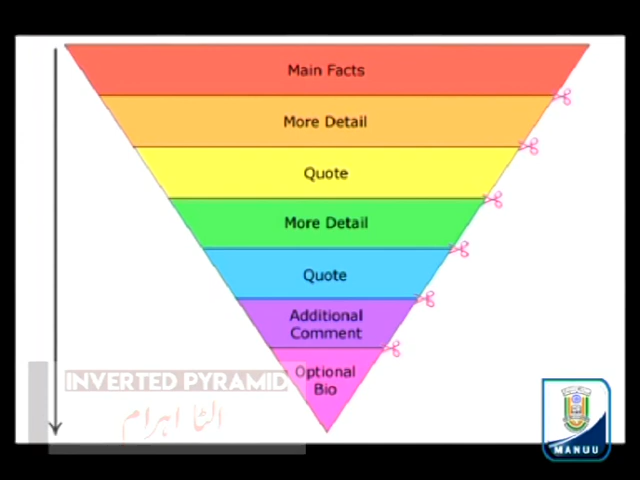 Main Facts
More Detail
Quote
More Detail
Quote
Additional
Comment
Optional
Bio
INVERTED PYRAMID
الٹا اہرام
MANUU